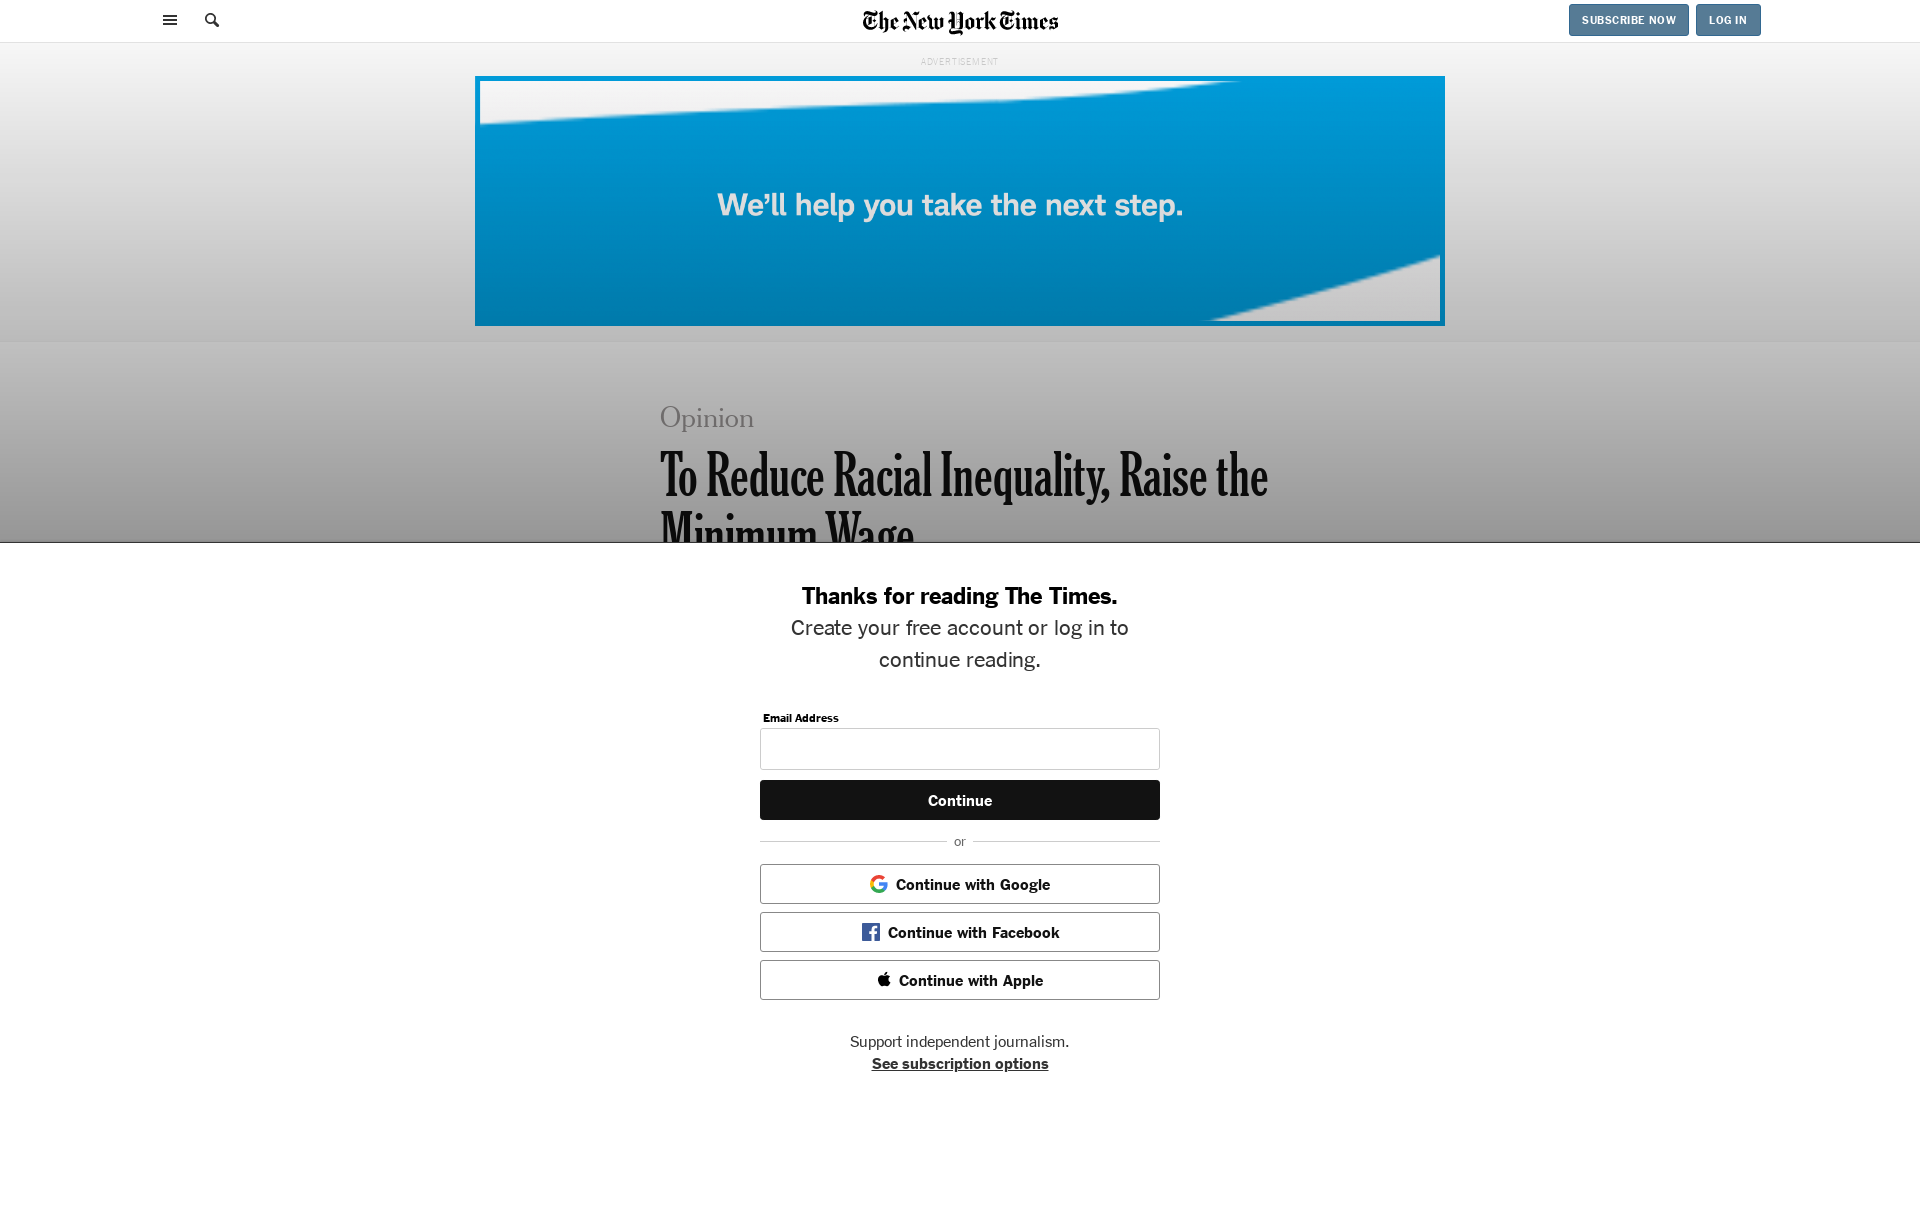 The New York Times
SUBSCRIBE NOW
LOG IN
ADVERTISEMENT
We'll help you take the next step.
Opinion
To Reduce Racial Inequality, Raise the
Minimum Wage
Thanks for reading The Times.
Create your free account or log in to
continue reading.
Email Address
Continue
or
Continue with Google
Continue with Facebook
Continue with Apple
Support independent journalism.
See subscription options